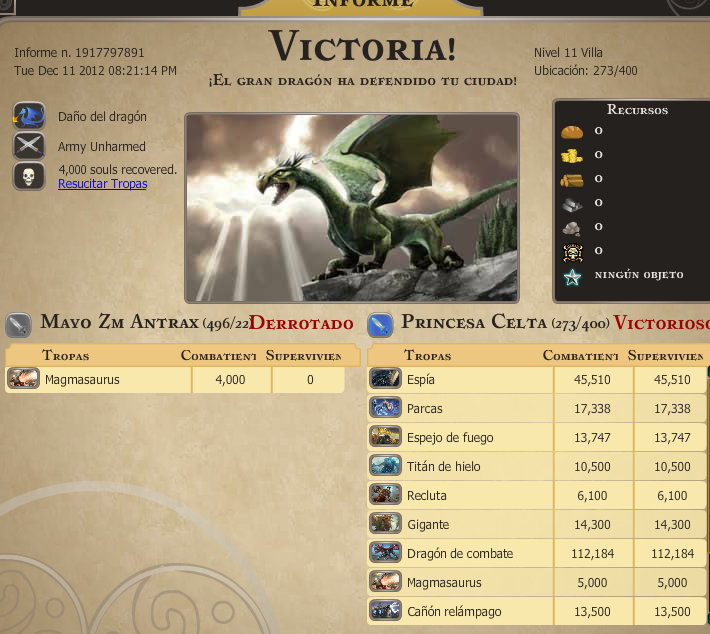 INFORME
Informe n. 1917797891
Tue Dec 11 2012 08:21:14 PM
VICTORIA!
¡EL GRAN DRAGÓN HA DEFENDIDO TU CIUDAD!
Nivel 11 Villa
Ubicación: 273/400
Daño del dragón
Army Unharmed
4,000 souls recovered.
Resucitar Tropas
RECURSOS
0
0
0
0
0
0
NINGÚN OBJETO
MAYO ZM ANTRAX (496/22 DERROTADO
TROPAS COMBATIENT SUPERVIVIEN
Magmasaurus 4,000 0
PRINCESA CELTA (273/400) VICTORIOSO
TROPAS COMBATIENT SUPERVIVIEN
Espía 45,510 45,510
Parcas 17,338 17,338
Espejo de fuego 13,747 13,747
Titán de hielo 10,500 10,500
Recluta 6,100 6,100
Gigante 14,300 14,300
Dragón de combate 112,184 112,184
Magmasaurus 5,000 5,000
Cañón relámpago 13,500 13,500